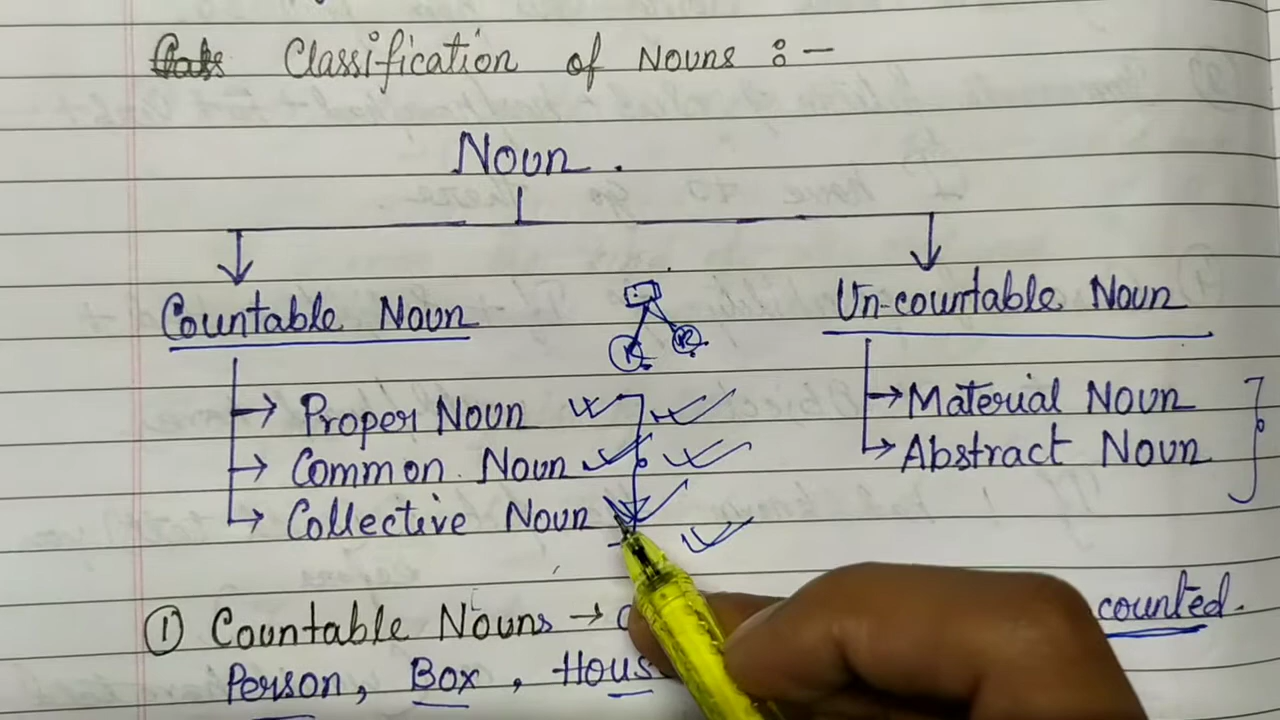 Classification of Nouns :-
Noun.
Countable Noun
Un-countable Noun
→ Proper Noun
→ Material Noun
→ Common Noun
→ Abstract Noun
→ Collective Noun
① Countable Nouns → counted.
Person, Box, Hous